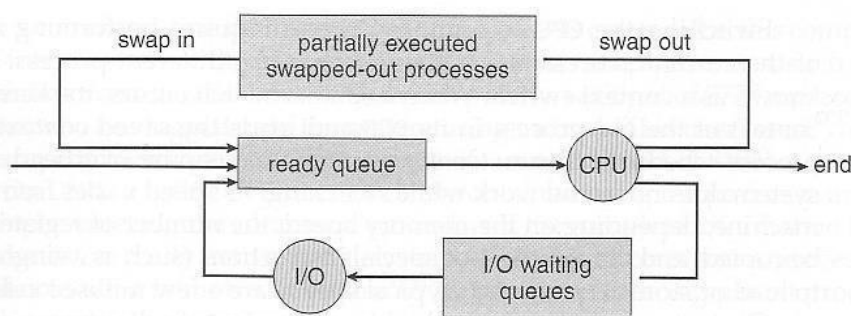 swap in
partially executed
swapped-out processes
swap out
ready queue
CPU
end
I/O
I/O waiting
queues